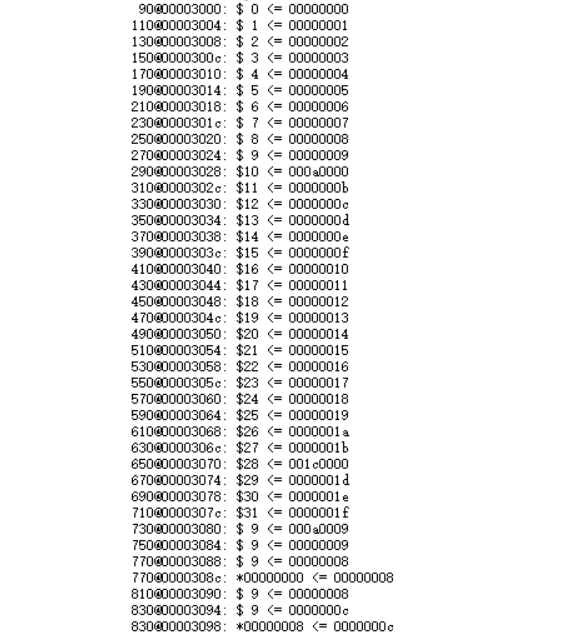 90@00003000: $ 0 <= 00000000
110@00003004: $ 1 <= 00000001
130@00003008: $ 2 <= 00000002
150@0000300c: $ 3 <= 00000003
170@00003010: $ 4 <= 00000004
190@00003014: $ 5 <= 00000005
210@00003018: $ 6 <= 00000006
230@0000301c: $ 7 <= 00000007
250@00003020: $ 8 <= 00000008
270@00003024: $ 9 <= 00000009
290@00003028: $10 <= 000a0000
310@0000302c: $11 <= 0000000b
330@00003030: $12 <= 0000000c
350@00003034: $13 <= 0000000d
370@00003038: $14 <= 0000000e
390@0000303c: $15 <= 0000000f
410@00003040: $16 <= 00000010
430@00003044: $17 <= 00000011
450@00003048: $18 <= 00000012
470@0000304c: $19 <= 00000013
490@00003050: $20 <= 00000014
510@00003054: $21 <= 00000015
530@00003058: $22 <= 00000016
550@0000305c: $23 <= 00000017
570@00003060: $24 <= 00000018
590@00003064: $25 <= 00000019
610@00003068: $26 <= 0000001a
630@0000306c: $27 <= 0000001b
650@00003070: $28 <= 001c0000
670@00003074: $29 <= 0000001d
690@00003078: $30 <= 0000001e
710@0000307c: $31 <= 0000001f
730@00003080: $ 9 <= 000a0009
750@00003084: $ 9 <= 00000009
770@00003088: $ 9 <= 00000008
770@0000308c: *00000000 <= 00000008
810@00003090: $ 9 <= 00000008
830@00003094: $ 9 <= 0000000c
830@00003098: *00000008 <= 0000000c